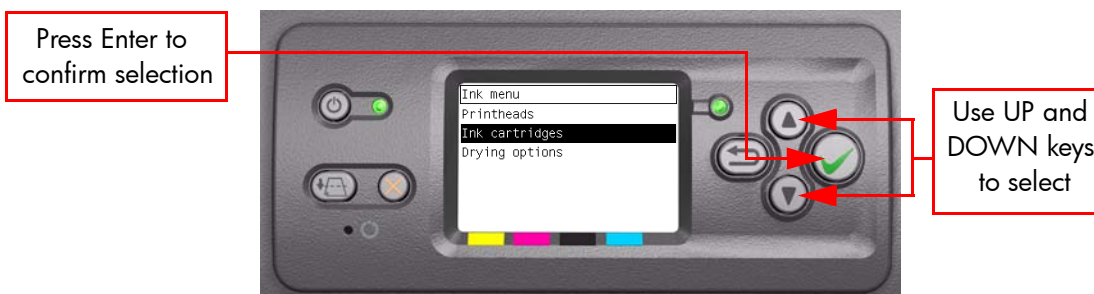 Press Enter to
confirm selection
Ink menu
Printheads
Ink cartridges
Drying options
Use UP and
DOWN keys
to select